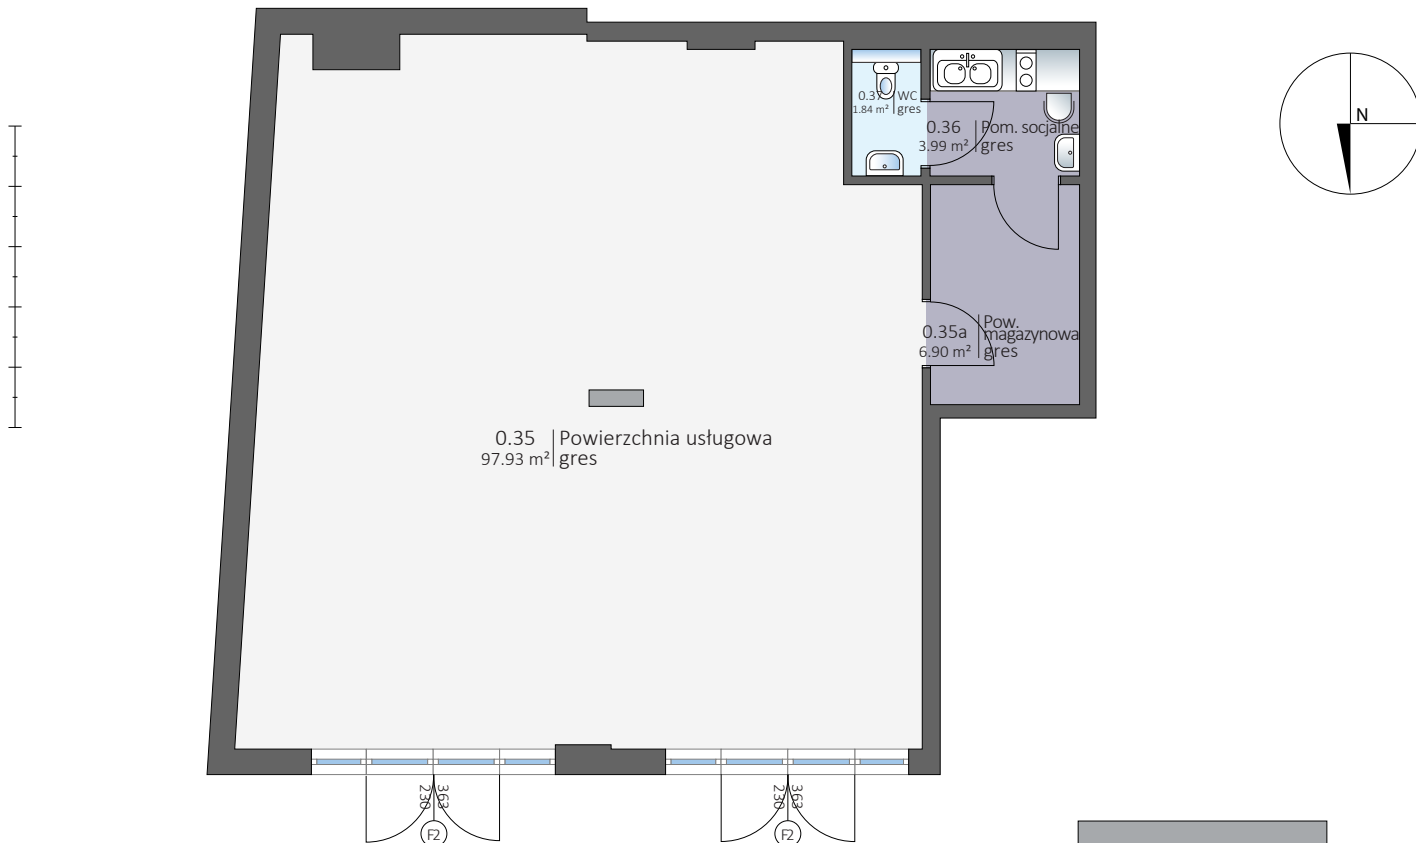 0.37 WC
1.84 m² gres
0.36 Pom. socjalne
3.99 m² gres
N
0.35a Pow.
magazynowa
6.90 m² gres
0.35 Powierzchnia usługowa
97.93 m² gres
363
230
F2
363
230
F2